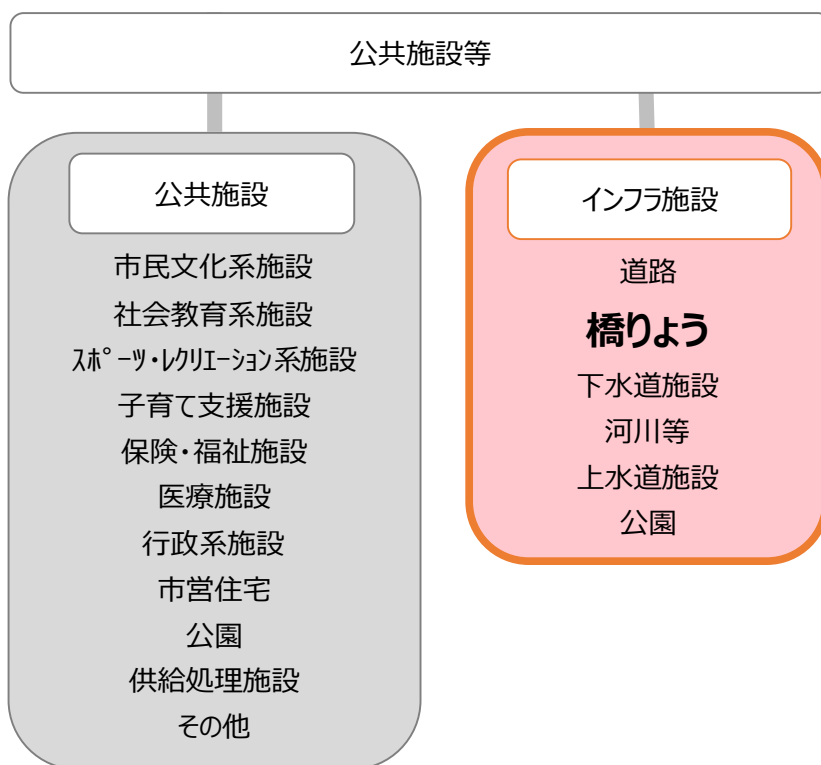 公共施設等
公共施設
市民文化系施設
社会教育系施設
ｽﾎﾟｰﾂ・ﾚｸﾘｴｰｼｮﾝ系施設
子育て支援施設
保険・福祉施設
医療施設
行政系施設
市営住宅
公園
供給処理施設
その他
インフラ施設
道路
橋りょう
下水道施設
河川等
上水道施設
公園